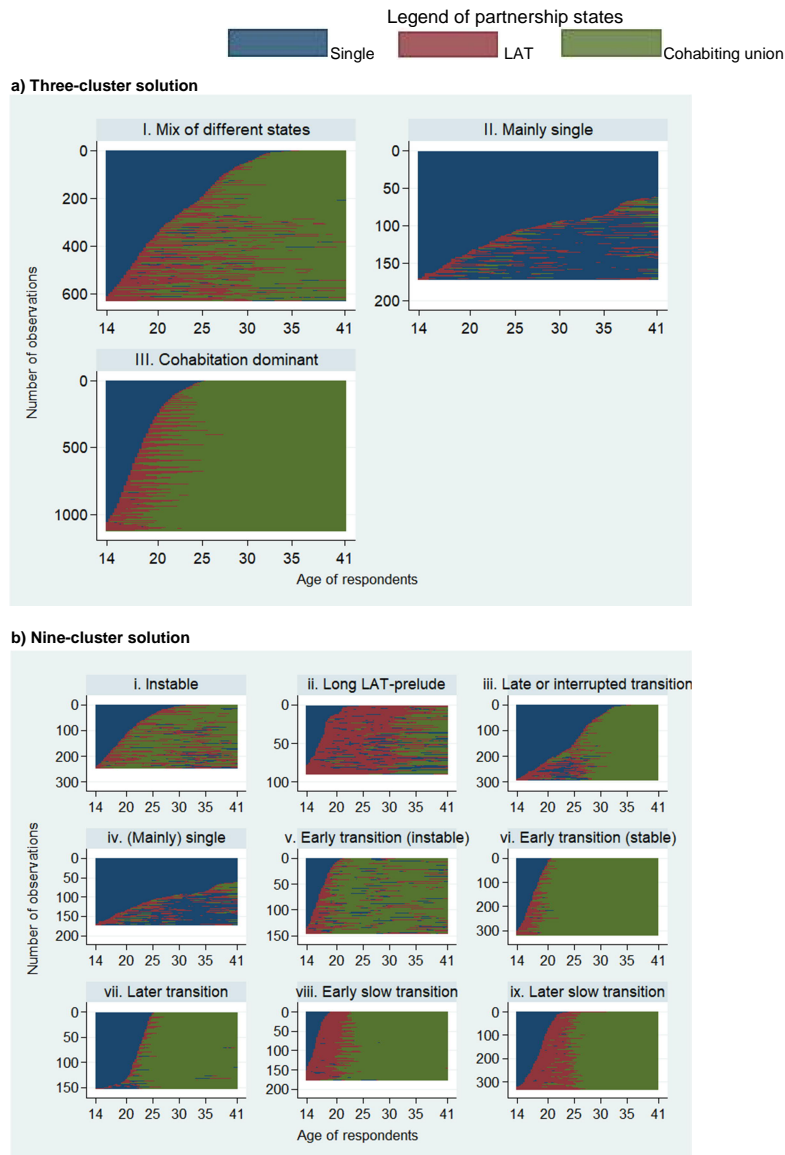 Legend of partnership states
Single LAT Cohabiting union
a) Three-cluster solution
I. Mix of different states
0
200
400
600
14 20 25 30 35 41
II. Mainly single
0
50
100
150
200
14 20 25 30 35 41
III. Cohabitation dominant
0
500
1000
14 20 25 30 35 41
Number of observations
Age of respondents
b) Nine-cluster solution
i. Instable
0
100
200
300
14 20 25 30 35 41
ii. Long LAT-prelude
0
50
100
14 20 25 30 35 41
iii. Late or interrupted transition
0
100
200
300
14 20 25 30 35 41
iv. (Mainly) single
0
50
100
150
200
14 20 25 30 35 41
v. Early transition (instable)
0
50
100
150
14 20 25 30 35 41
vi. Early transition (stable)
0
100
200
300
14 20 25 30 35 41
vii. Later transition
0
50
100
150
14 20 25 30 35 41
viii. Early slow transition
0
50
100
150
200
14 20 25 30 35 41
ix. Later slow transition
0
100
200
300
14 20 25 30 35 41
Number of observations
Age of respondents